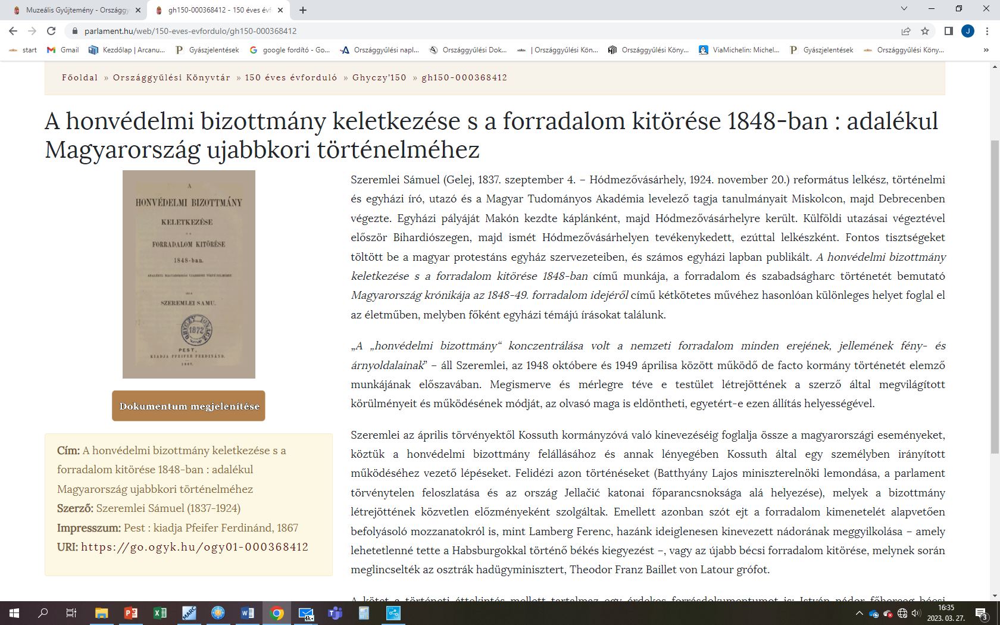 Muzeális Gyűjtemény - Országgy
gh150-000368412 - 150 éves évf
parlament.hu/web/150-eves-evfordulo/gh150-000368412
J
start
Gmail
Kezdőlap | Arcanu...
Gyászjelentések
google fordító - Go...
Országgyűlési napl...
Országgyűlési Dok...
| Országgyűlési Kön...
Országgyűlési Köny...
ViaMichelin: Michel...
Gyászjelentések
Országgyűlési Köny...
»
Főoldal » Országgyűlési Könyvtár » 150 éves évforduló » Ghyczy'150 » gh150-000368412
A honvédelmi bizottmány keletkezése s a forradalom kitörése 1848-ban : adalékul
Magyarország ujabbkori történelméhez
A
HONVÉDELMI BIZOTTMÁNY
KELETKEZÉSE
S A
FORRADALOM KITÖRÉSE
1848-ban.
ADALÉKUL MAGYARORSZÁG UJABBKORI TÖRTÉNELMÉHEZ
IRTA
SZEREMLEI SAMU.
GHYCZY IGNÁCZ
1872
PEST,
KIADJA PFEIFER FERDINÁND.
1867.
Dokumentum megjelenítése
Cím: A honvédelmi bizottmány keletkezése s a
forradalom kitörése 1848-ban : adalékul
Magyarország ujabbkori történelméhez
Szerző: Szeremlei Sámuel (1837-1924)
Impresszum: Pest : kiadja Pfeifer Ferdinánd, 1867
URI: https://go.ogyk.hu/ogy01-000368412
Szeremlei Sámuel (Gelej, 1837. szeptember 4. – Hódmezővásárhely, 1924. november 20.) református lelkész, történelmi
és egyházi író, utazó és a Magyar Tudományos Akadémia levelező tagja tanulmányait Miskolcon, majd Debrecenben
végezte. Egyházi pályáját Makón kezdte káplánként, majd Hódmezővásárhelyre került. Külföldi utazásai végeztével
először Bihardiószegen, majd ismét Hódmezővásárhelyen tevékenykedett, ezúttal lelkészként. Fontos tisztségeket
töltött be a magyar protestáns egyház szervezeteiben, és számos egyházi lapban publikált. A honvédelmi bizottmány
keletkezése s a forradalom kitörése 1848-ban című munkája, a forradalom és szabadságharc történetét bemutató
Magyarország krónikája az 1848-49. forradalom idejéről című kétkötetes művéhez hasonlóan különleges helyet foglal el
az életműben, melyben főként egyházi témájú írásokat találunk.
„A „honvédelmi bizottmány“ konczentrálása volt a nemzeti forradalom minden erejének, jellemének fény- és
árnyoldalainak” – áll Szeremlei, az 1948 októbere és 1949 áprilisa között működő de facto kormány történetét elemző
munkájának előszavában. Megismerve és mérlegre téve e testület létrejöttének a szerző által megvilágított
körülményeit és működésének módját, az olvasó maga is eldöntheti, egyetért-e ezen állítás helyességével.
Szeremlei az április törvényektől Kossuth kormányzóvá való kinevezéséig foglalja össze a magyarországi eseményeket,
köztük a honvédelmi bizottmány felállásához és annak lényegében Kossuth által egy személyben irányított
működéséhez vezető lépéseket. Felidézi azon történéseket (Batthyány Lajos miniszterelnöki lemondása, a parlament
törvénytelen feloszlatása és az ország Jellačić katonai főparancsnoksága alá helyezése), melyek a bizottmány
létrejöttének közvetlen előzményeként szolgáltak. Emellett azonban szót ejt a forradalom kimenetelét alapvetően
befolyásoló mozzanatokról is, mint Lamberg Ferenc, hazánk ideiglenesen kinevezett nádorának meggyilkolása – amely
lehetetlenné tette a Habsburgokkal történő békés kiegyezést –, vagy az újabb bécsi forradalom kitörése, melynek során
meglincselték az osztrák hadügyminisztert, Theodor Franz Baillet von Latour grófot.
A kötet a történeti áttekintés mellett tartalmaz egy érdekes forrásdokumentumot is: István nádor főherceg bécsi
MARC
4k+
16:35
2023. 03. 27.
3